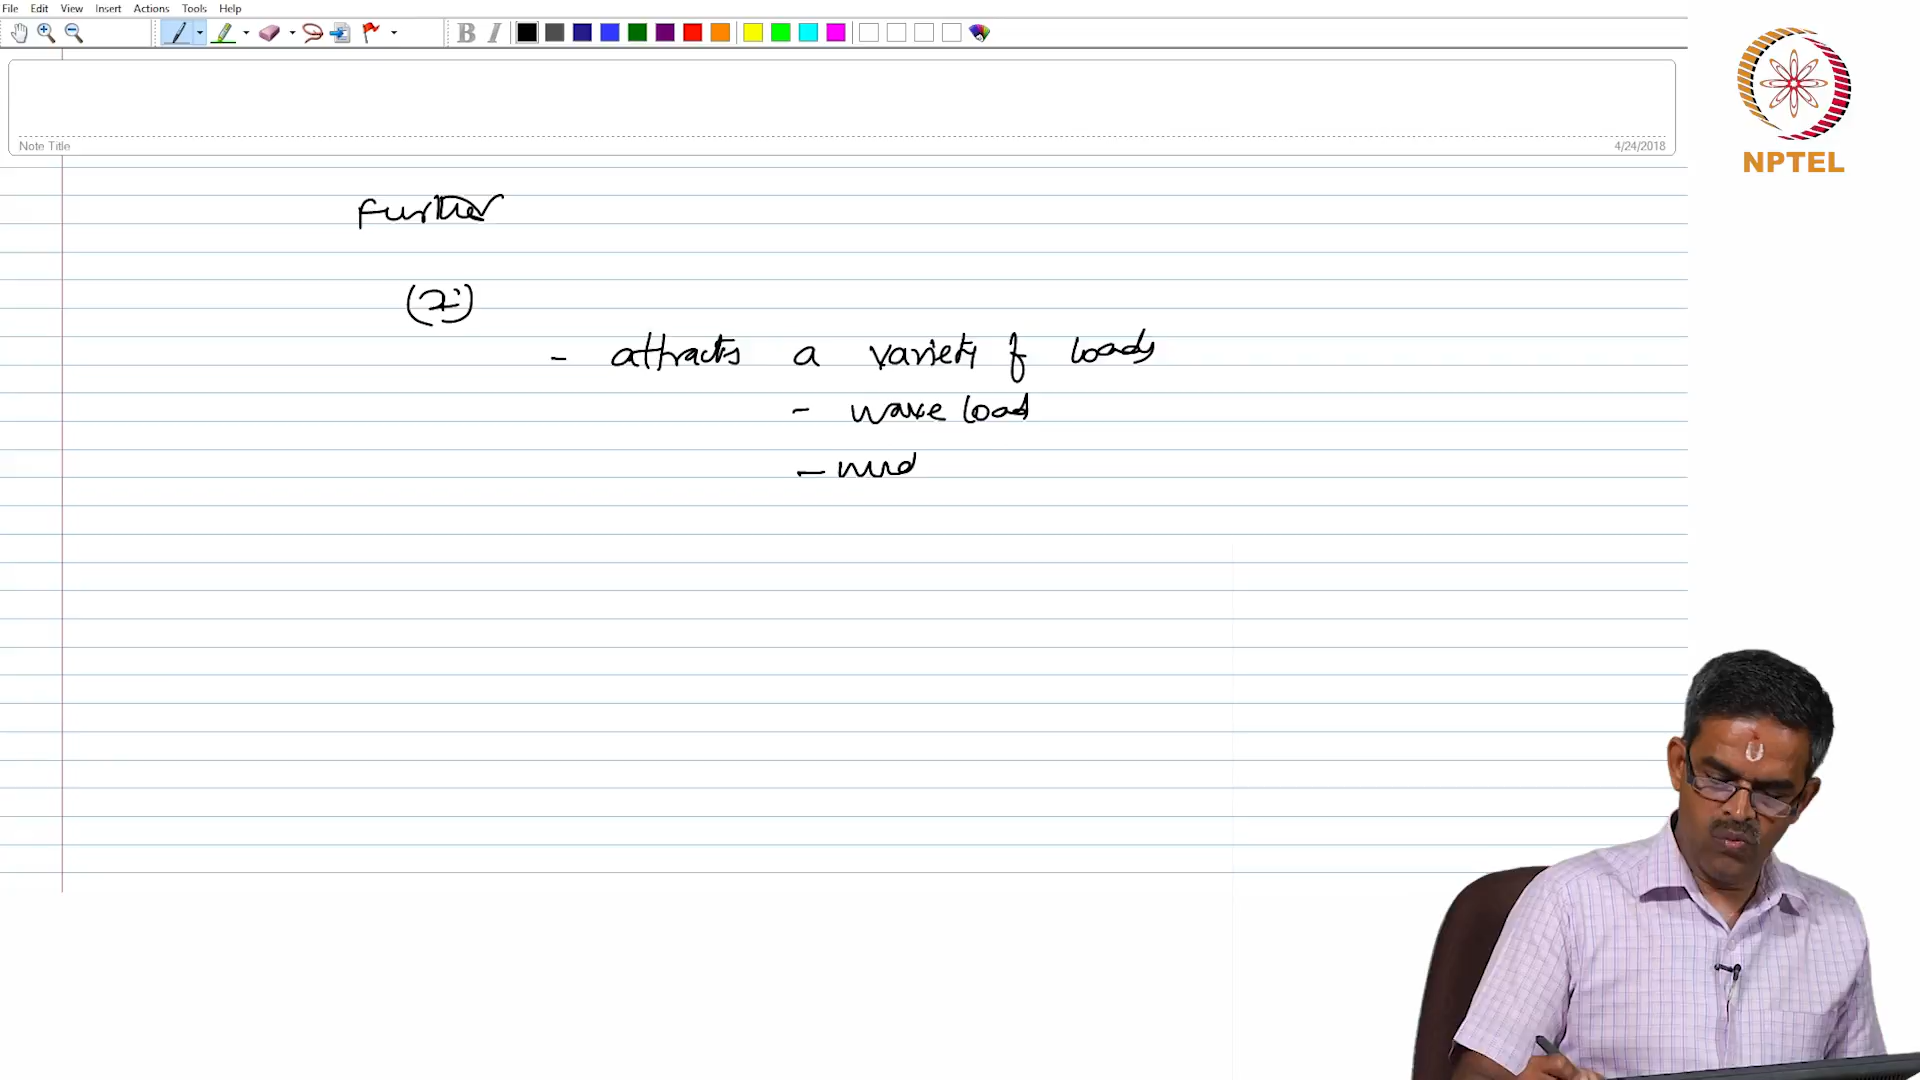 File Edit View Insert Actions Tools Help
B I
Note Title
4/24/2018
NPTEL
further
- attracts a variety of loads
- wave load
- wind